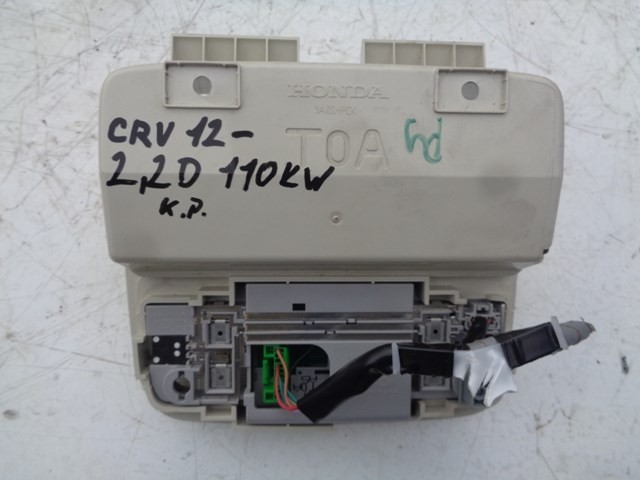 HONDA
T0A
CRV 12-
2,2D 110KW
K.P.